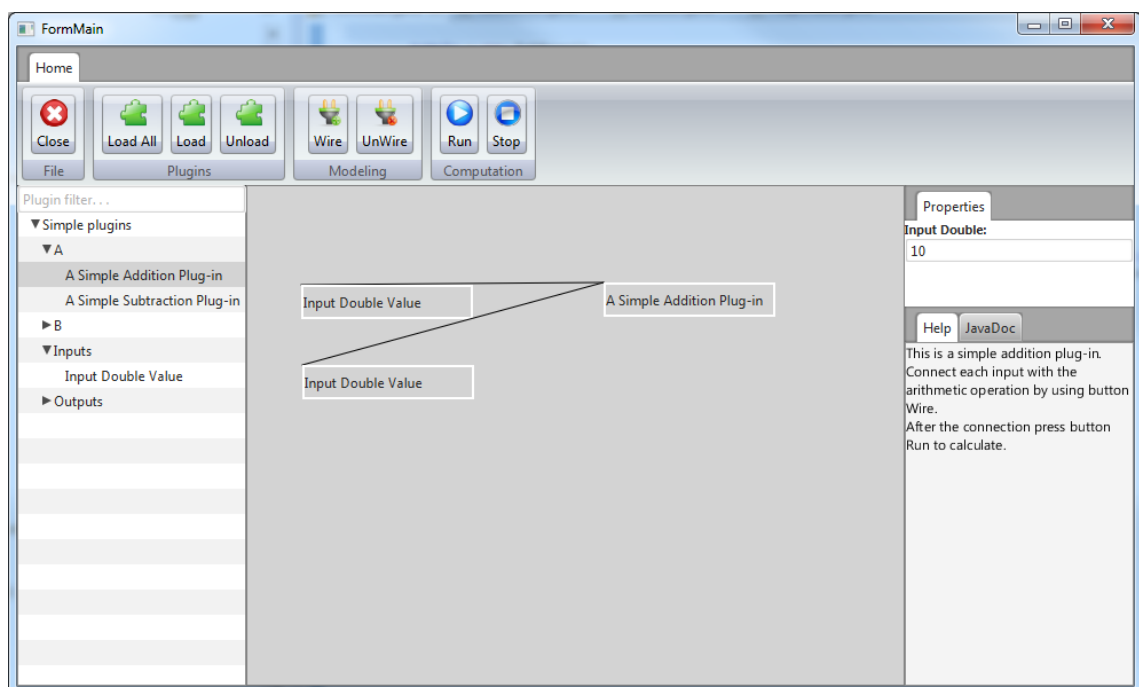 FormMain
Home
Close
Load All
Load
Unload
Wire
UnWire
Run
Stop
File
Plugins
Modeling
Computation
Plugin filter...
Simple plugins
A
A Simple Addition Plug-in
A Simple Subtraction Plug-in
B
Inputs
Input Double Value
Outputs
Input Double Value
A Simple Addition Plug-in
Input Double Value
Properties
Input Double:
10
Help
JavaDoc
This is a simple addition plug-in.
Connect each input with the
arithmetic operation by using button
Wire.
After the connection press button
Run to calculate.